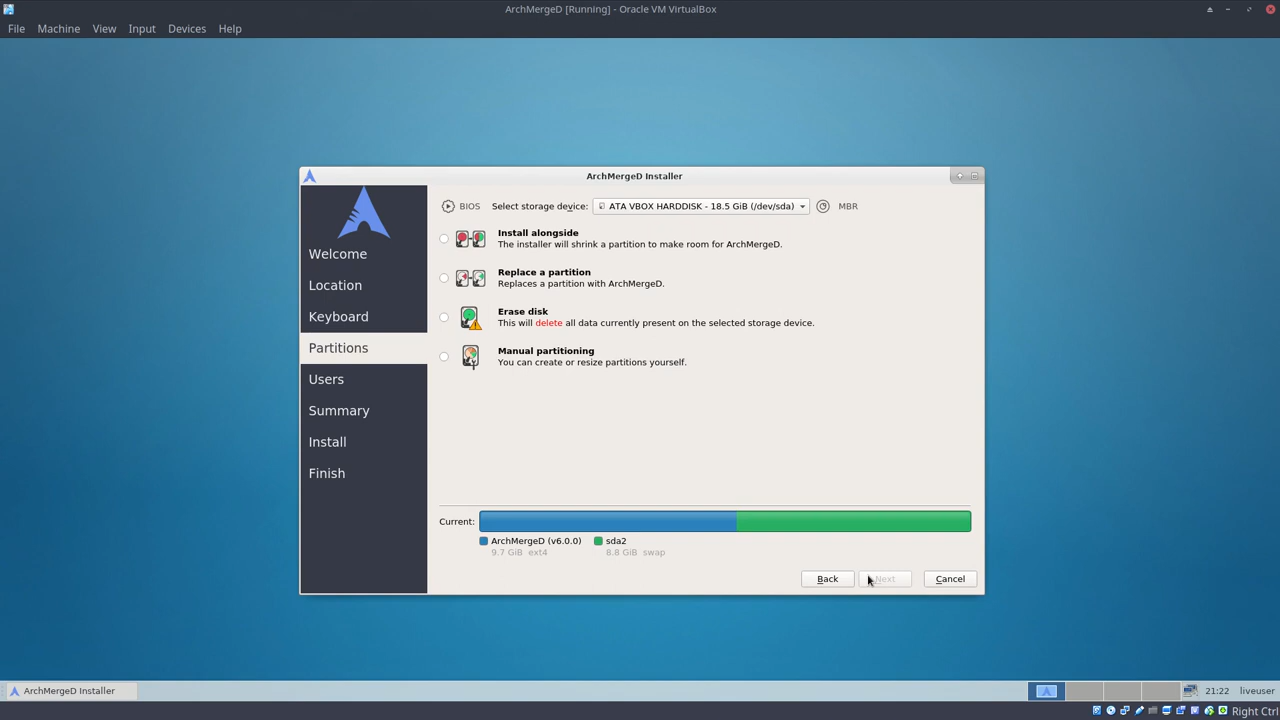 ArchMergeD [Running] - Oracle VM VirtualBox
File Machine View Input Devices Help
ArchMergeD Installer
Welcome
Location
Keyboard
Partitions
Users
Summary
Install
Finish
BIOS Select storage device: ATA VBOX HARDDISK - 18.5 GiB (/dev/sda) MBR
Install alongside
The installer will shrink a partition to make room for ArchMergeD.
Replace a partition
Replaces a partition with ArchMergeD.
Erase disk
This will delete all data currently present on the selected storage device.
Manual partitioning
You can create or resize partitions yourself.
Current:
ArchMergeD (v6.0.0) sda2
9.7 GiB ext4 8.8 GiB swap
Back Next Cancel
ArchMergeD Installer 21:22 liveuser
Right Ctrl